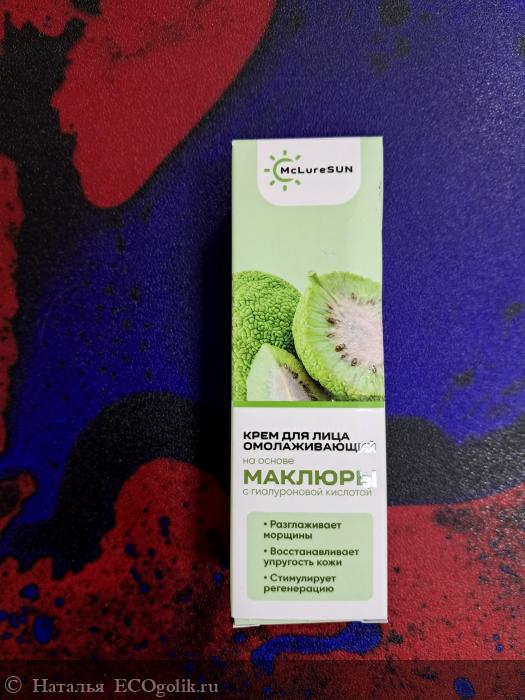 McLureSUN
КРЕМ ДЛЯ ЛИЦА
ОМОЛАЖИВАЮЩИЙ
на основе
МАКЛЮРЫ
с гиалуроновой кислотой
• Разглаживает
морщины
• Восстанавливает
упругость кожи
• Стимулирует
регенерацию
© Наталья ECOgolik.ru